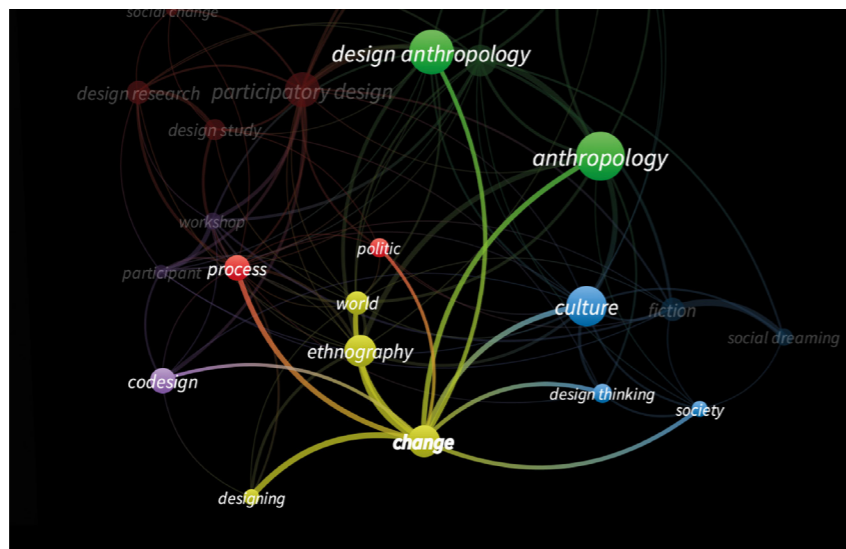 social change
design anthropology
design research
participatory design
design study
anthropology
workshop
politic
participant
process
world
culture
fiction
social dreaming
ethnography
codesign
design thinking
society
change
designing